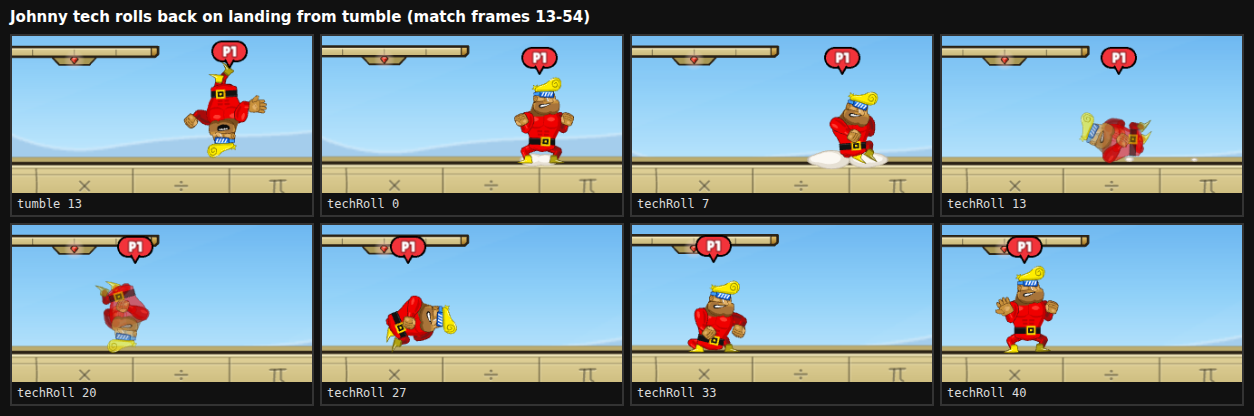 Johnny tech rolls back on landing from tumble (match frames 13-54)
P1
× ÷ π
tumble 13
P1
× ÷ π
techRoll 0
P1
× ÷ π
techRoll 7
P1
× ÷ π
techRoll 13
P1
× ÷ π
techRoll 20
P1
× ÷ π
techRoll 27
P1
× ÷ π
techRoll 33
P1
× ÷ π
techRoll 40